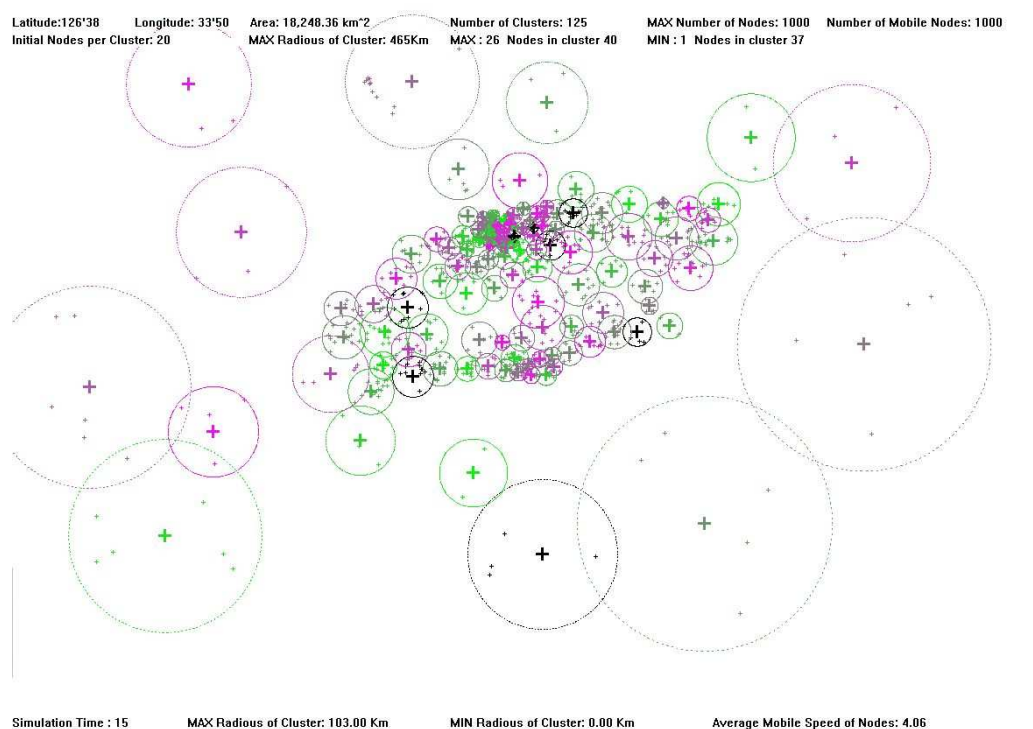 Latitude:126'38 Longitude: 33'50 Area: 18,248.36 km^2 Number of Clusters: 125 MAX Number of Nodes: 1000 Number of Mobile Nodes: 1000
Initial Nodes per Cluster: 20 MAX Radious of Cluster: 465Km MAX : 26 Nodes in cluster 40 MIN : 1 Nodes in cluster 37
Simulation Time : 15 MAX Radious of Cluster: 103.00 Km MIN Radious of Cluster: 0.00 Km Average Mobile Speed of Nodes: 4.06